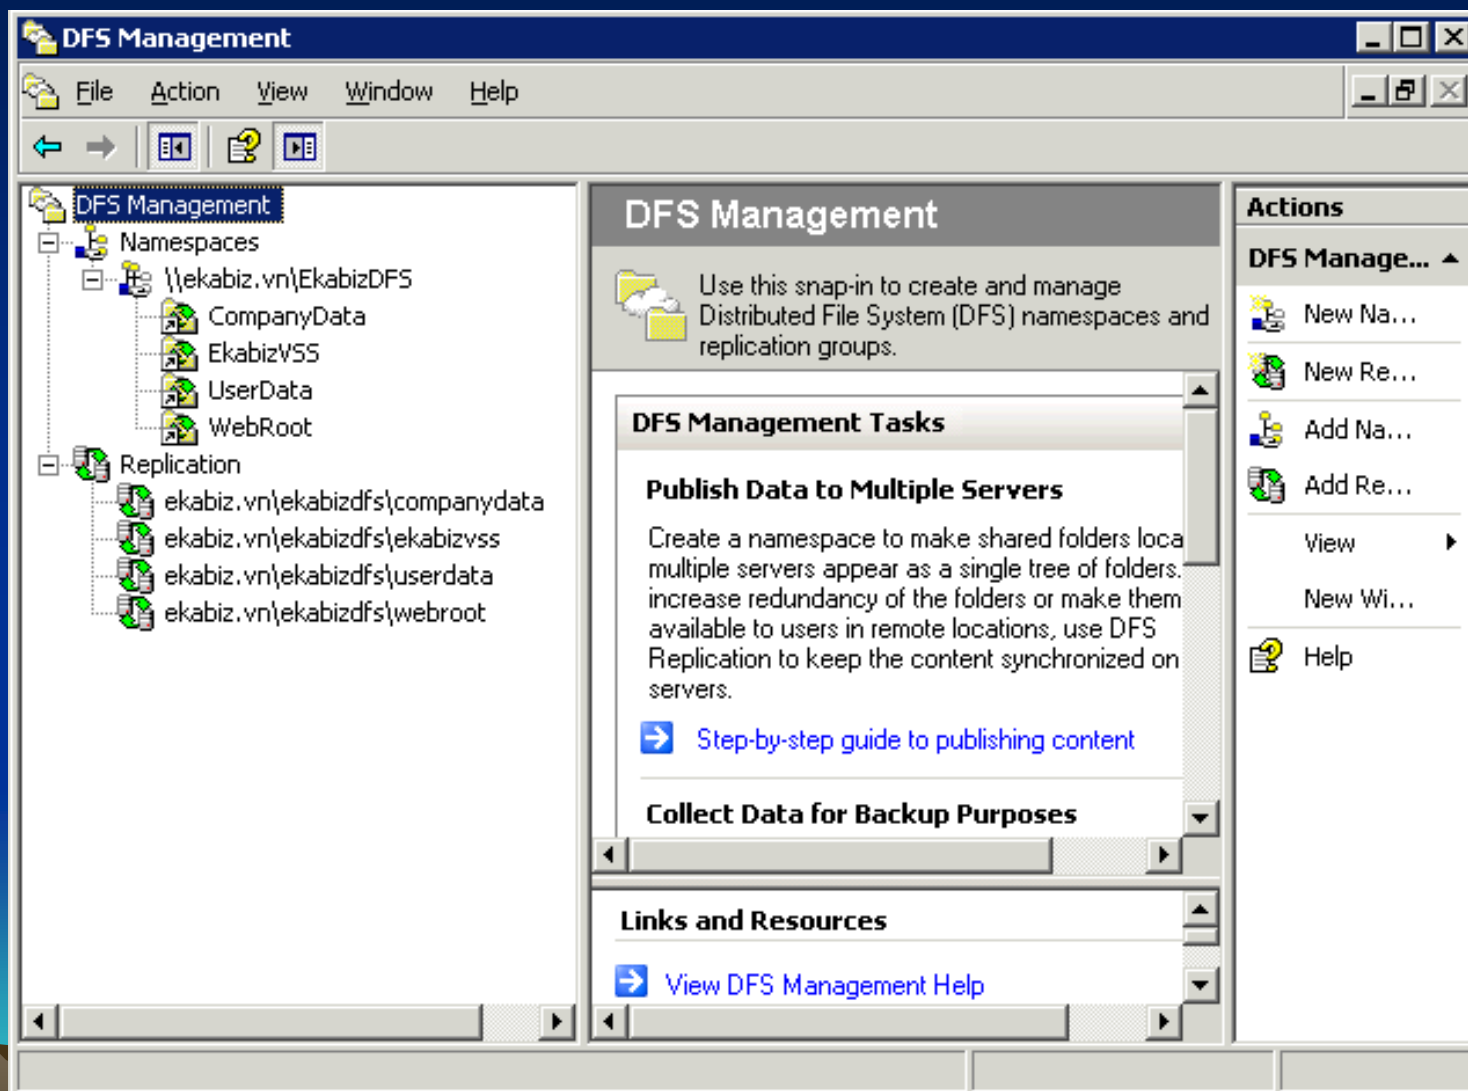 DFS Management
File Action View Window Help
DFS Management
Namespaces
\\ekabiz.vn\EkabizDFS
CompanyData
EkabizVSS
UserData
WebRoot
Replication
ekabiz.vn\ekabizdfs\companydata
ekabiz.vn\ekabizdfs\ekabizvss
ekabiz.vn\ekabizdfs\userdata
ekabiz.vn\ekabizdfs\webroot
DFS Management
Use this snap-in to create and manage
Distributed File System (DFS) namespaces and
replication groups.
DFS Management Tasks
Publish Data to Multiple Servers
Create a namespace to make shared folders loca
multiple servers appear as a single tree of folders.
increase redundancy of the folders or make them
available to users in remote locations, use DFS
Replication to keep the content synchronized on
servers.
Step-by-step guide to publishing content
Collect Data for Backup Purposes
Links and Resources
View DFS Management Help
Actions
DFS Manage...
New Na...
New Re...
Add Na...
Add Re...
View
New Wi...
Help